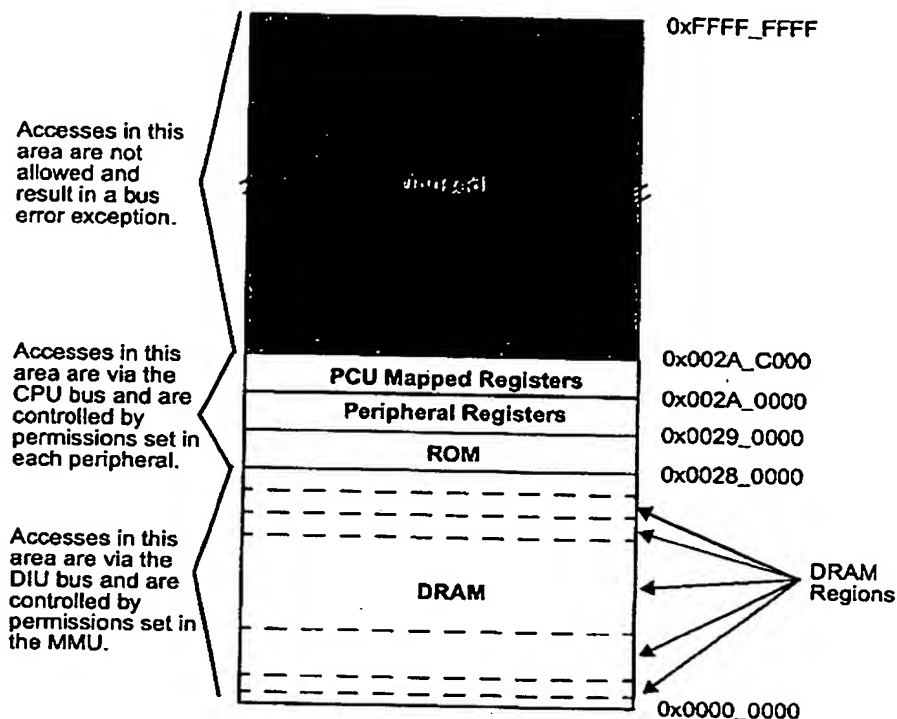 0xFFFF_FFFF
Accesses in this
area are not
allowed and
result in a bus
error exception.
Accesses in this
area are via the
CPU bus and are
controlled by
permissions set in
each peripheral.
0x002A_C000
PCU Mapped Registers
0x002A_0000
Peripheral Registers
0x0029_0000
ROM
0x0028_0000
Accesses in this
area are via the
DIU bus and are
controlled by
permissions set in
the MMU.
DRAM
DRAM
Regions
0x0000_0000